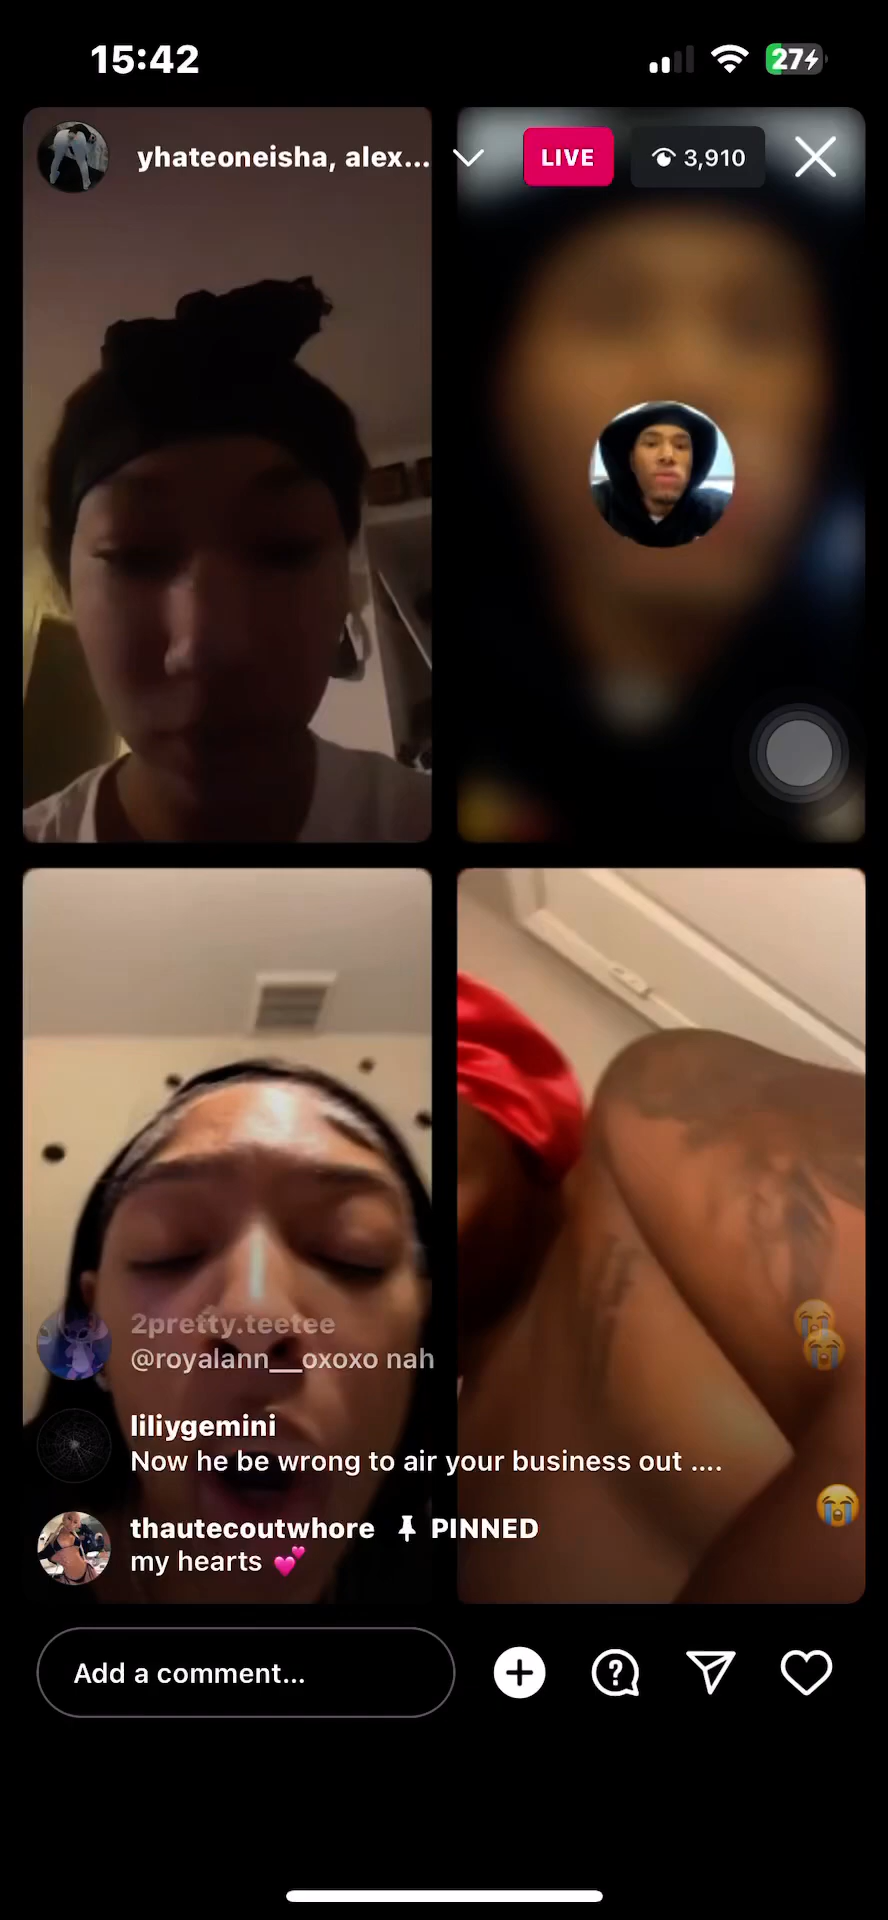 15:42
27
yhateoneisha, alex...
LIVE
3,910
2pretty.teetee
@royalann__oxoxo nah
liliygemini
Now he be wrong to air your business out ....
thautecoutwhore PINNED
my hearts 💕
Add a comment...